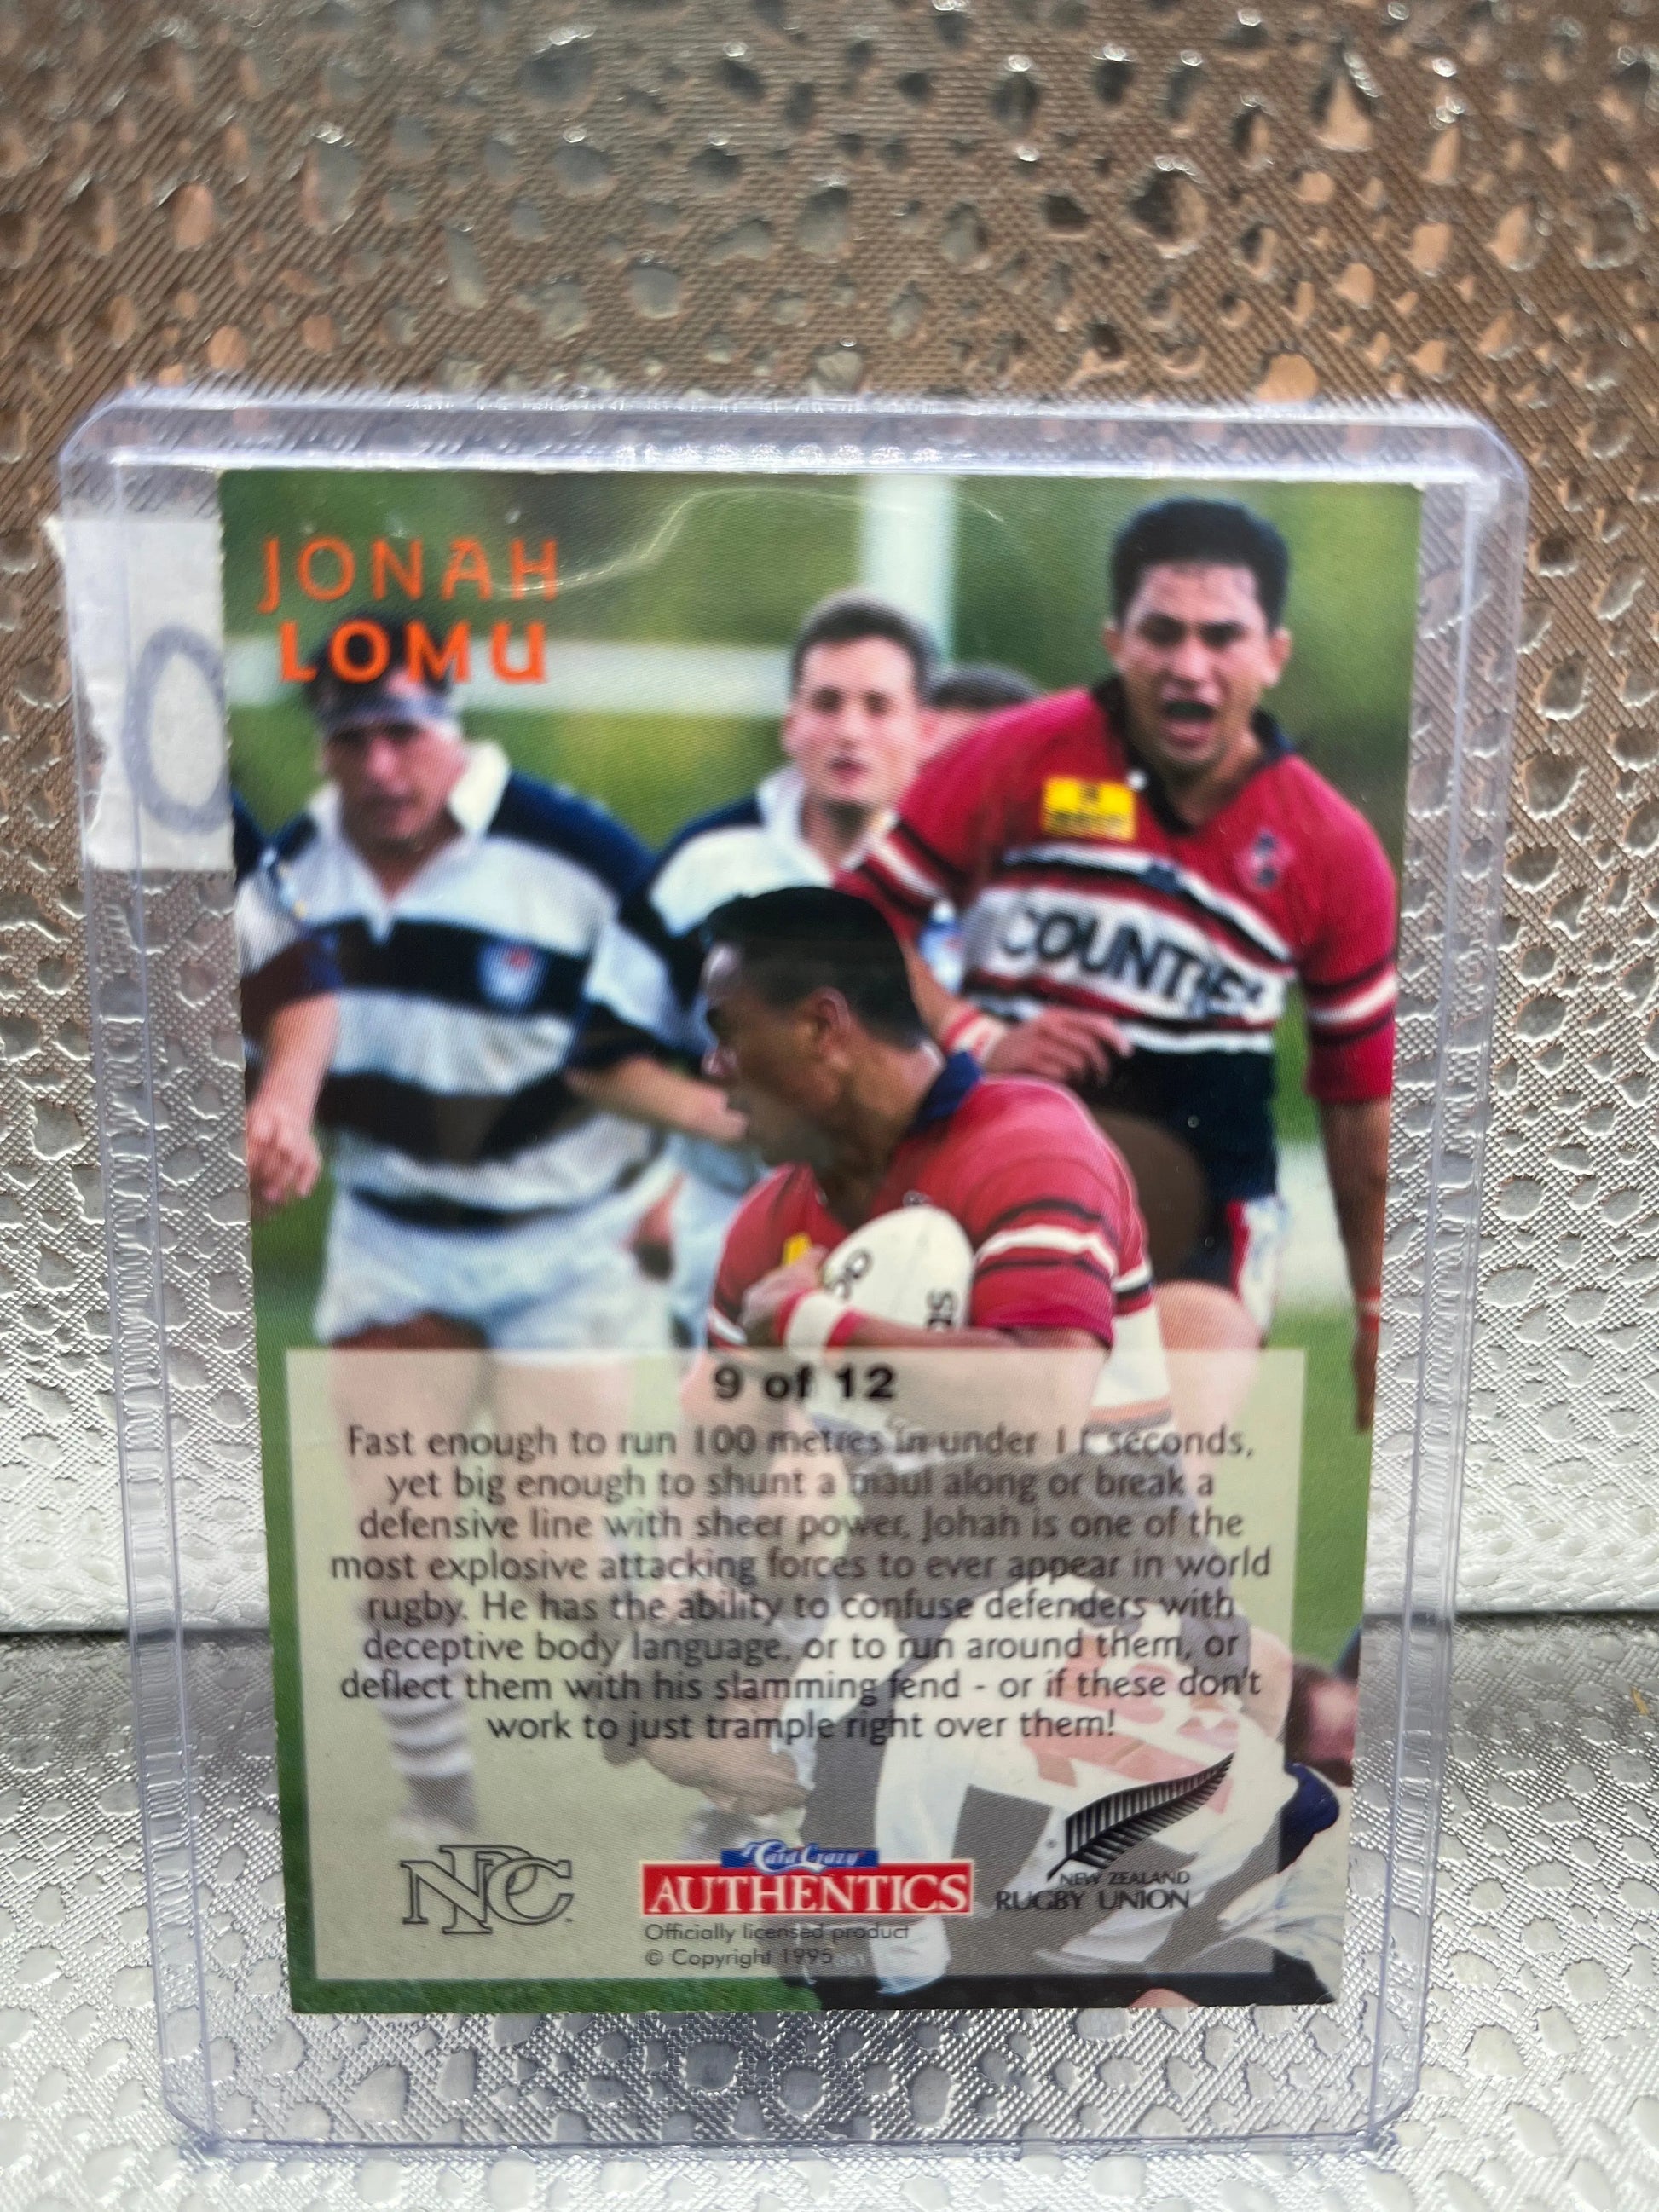 JONAH
LOMU
COUNTIES
9 of 12
Fast enough to run 100 metres in under 11 seconds,
yet big enough to shunt a maul along or break a
defensive line with sheer power, Johah is one of the
most explosive attacking forces to ever appear in world
rugby. He has the ability to confuse defenders with
deceptive body language, or to run around them, or
deflect them with his slamming fend - or if these don't
work to just trample right over them!
NPC
Card Crazy
AUTHENTICS
Officially licensed product
© Copyright 1995
®
NEW ZEALAND
RUGBY UNION